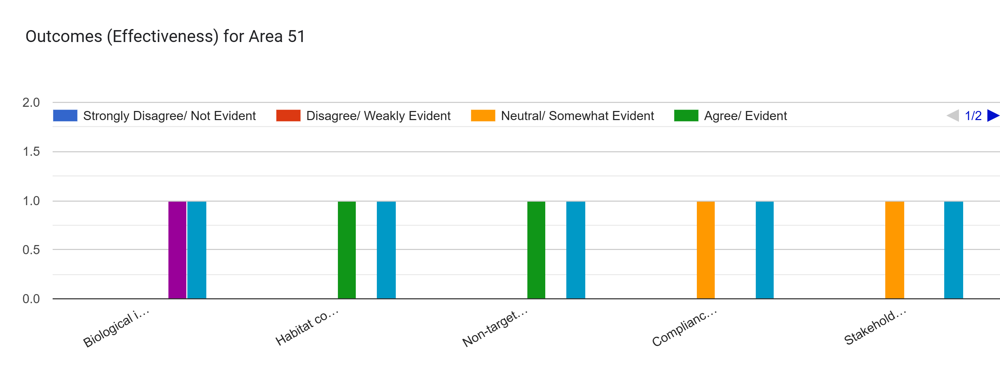 Outcomes (Effectiveness) for Area 51
2.0
Strongly Disagree/ Not Evident Disagree/ Weakly Evident Neutral/ Somewhat Evident Agree/ Evident 1/2
1.5
1.0
0.5
0.0
Biological i… Habitat co… Non-target… Complianc… Stakehold…